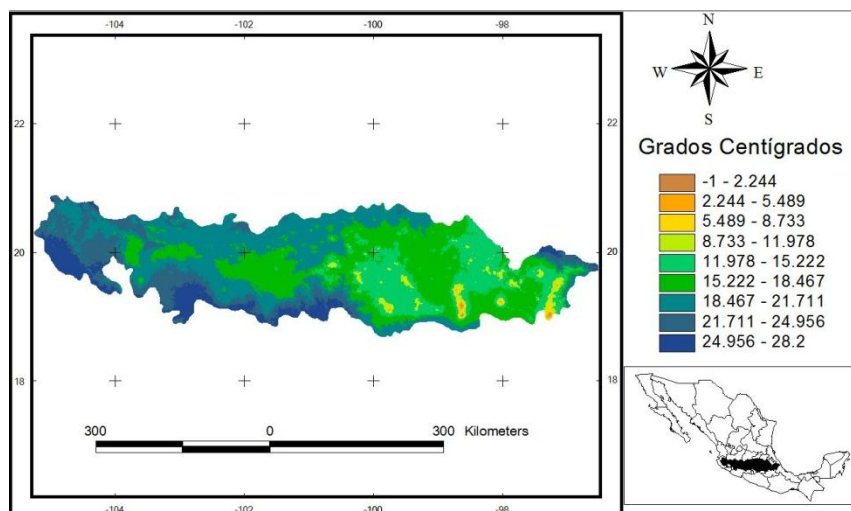 -104 -102 -100 -98
N
W E
S
22 22
Grados Centígrados
-1 - 2.244
2.244 - 5.489
5.489 - 8.733
8.733 - 11.978
11.978 - 15.222
15.222 - 18.467
18.467 - 21.711
21.711 - 24.956
24.956 - 28.2
20 20
18 18
300 0 300 Kilometers
-104 -102 -100 -98